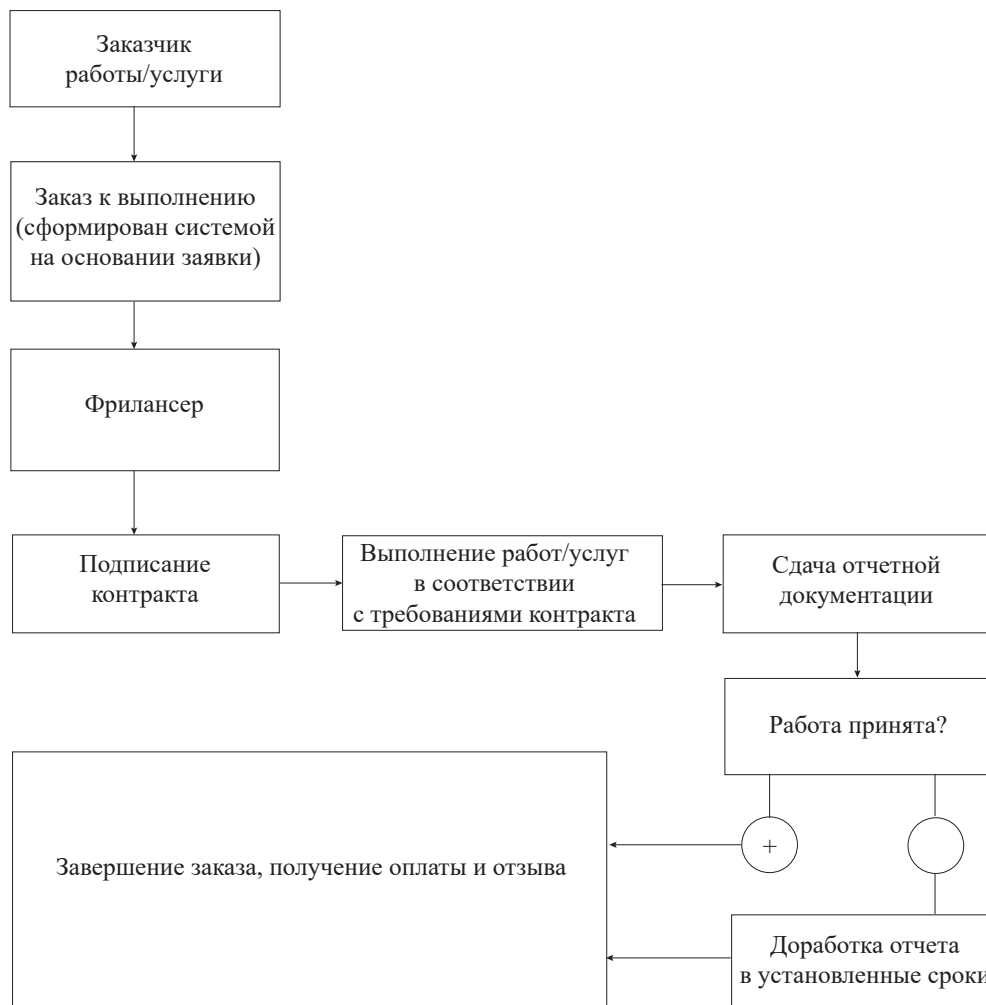 Заказчик
работы/услуги
Заказ к выполнению
(сформирован системой
на основании заявки)
Фрилансер
Подписание
контракта
Выполнение работ/услуг
в соответствии
с требованиями контракта
Сдача отчетной
документации
Работа принята?
+
Завершение заказа, получение оплаты и отзыва
Доработка отчета
в установленные сроки